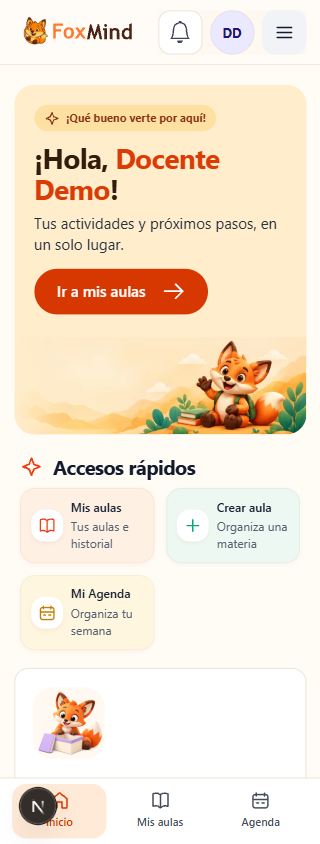 FoxMind
DD
¡Qué bueno verte por aquí!
¡Hola, Docente
Demo!
Tus actividades y próximos pasos, en
un solo lugar.
Ir a mis aulas
Accesos rápidos
Mis aulas
Tus aulas e
historial
Crear aula
Organiza una
materia
Mi Agenda
Organiza tu
semana
N
Inicio
Mis aulas
Agenda